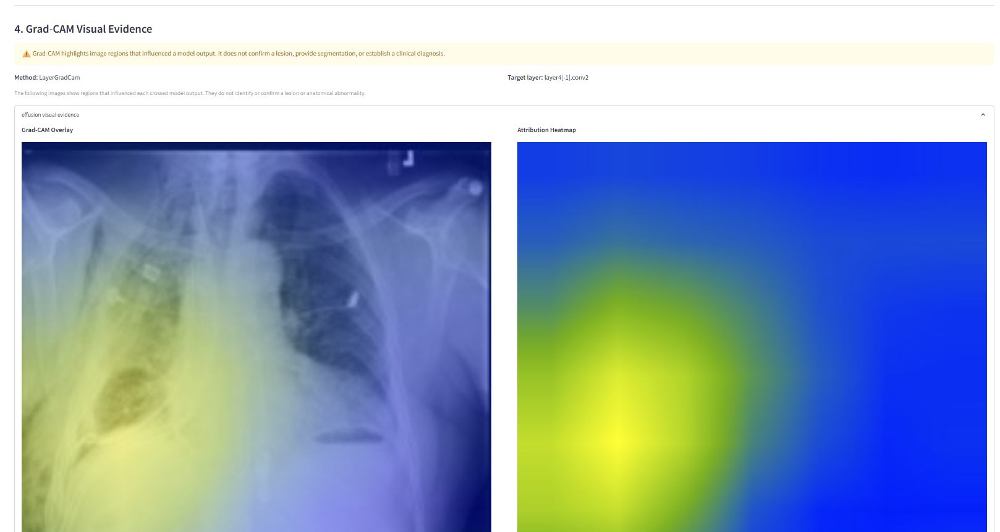 4. Grad-CAM Visual Evidence
⚠ Grad-CAM highlights image regions that influenced a model output. It does not confirm a lesion, provide segmentation, or establish a clinical diagnosis.
Method: LayerGradCam
Target layer: layer4[-1].conv2
The following images show regions that influenced each crossed model output. They do not identify or confirm a lesion or anatomical abnormality.
effusion visual evidence
Grad-CAM Overlay
Attribution Heatmap